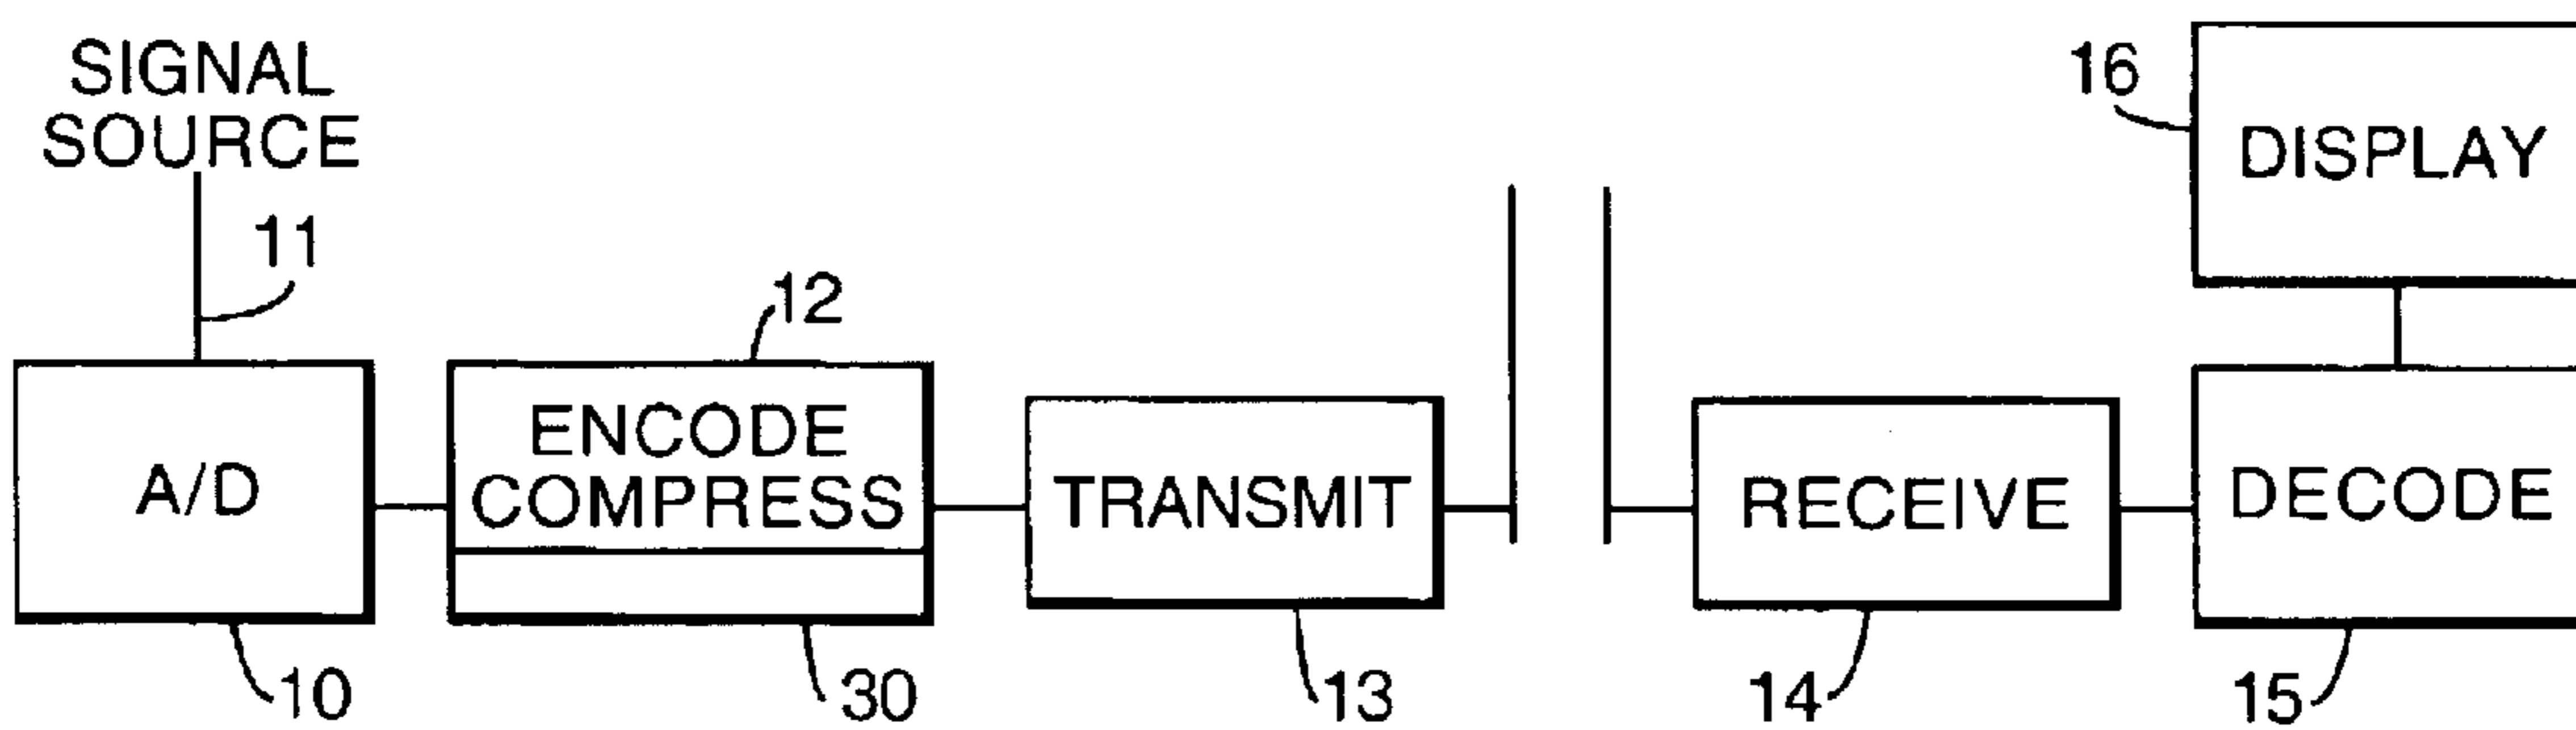 SIGNAL
SOURCE
11
16
DISPLAY
12
A/D
ENCODE
COMPRESS
TRANSMIT
RECEIVE
DECODE
10
30
13
14
15